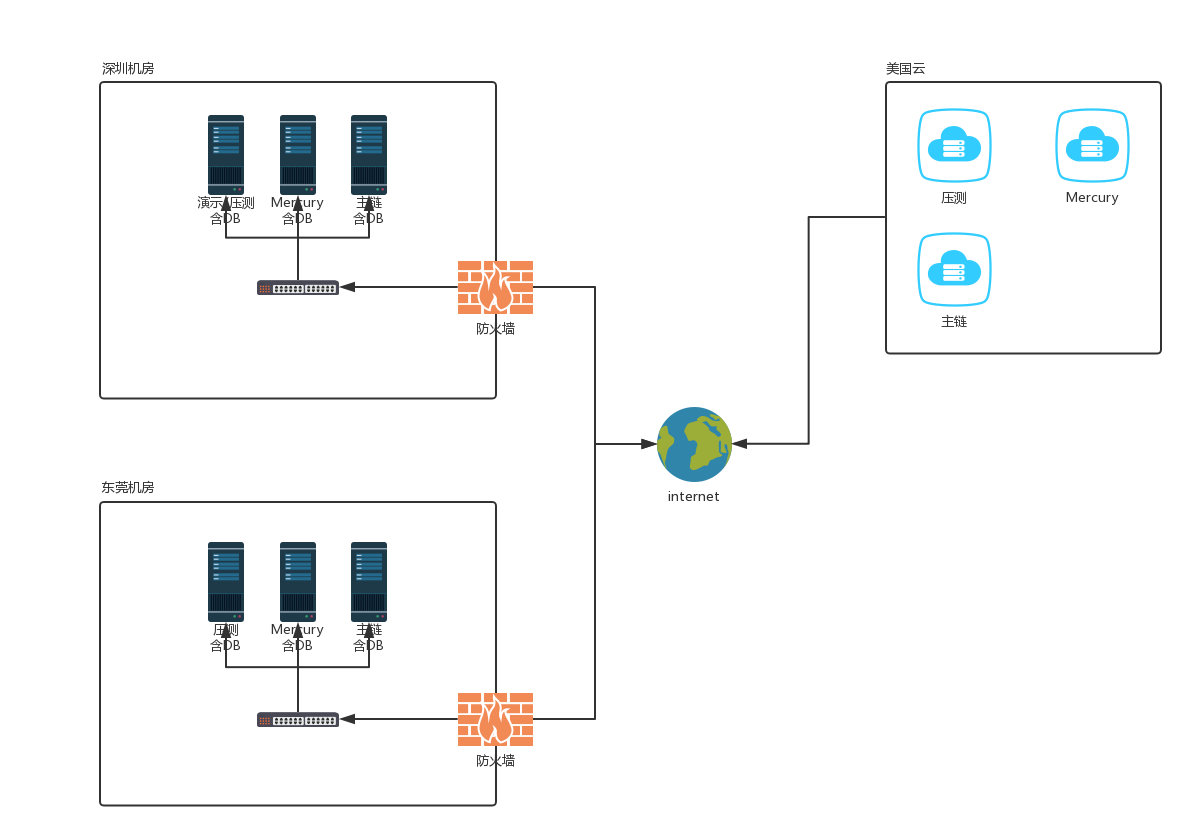 深圳机房
美国云
演示/压测
含DB
Mercury
含DB
主链
含DB
压测
Mercury
主链
防火墙
internet
东莞机房
压测
含DB
Mercury
含DB
主链
含DB
防火墙